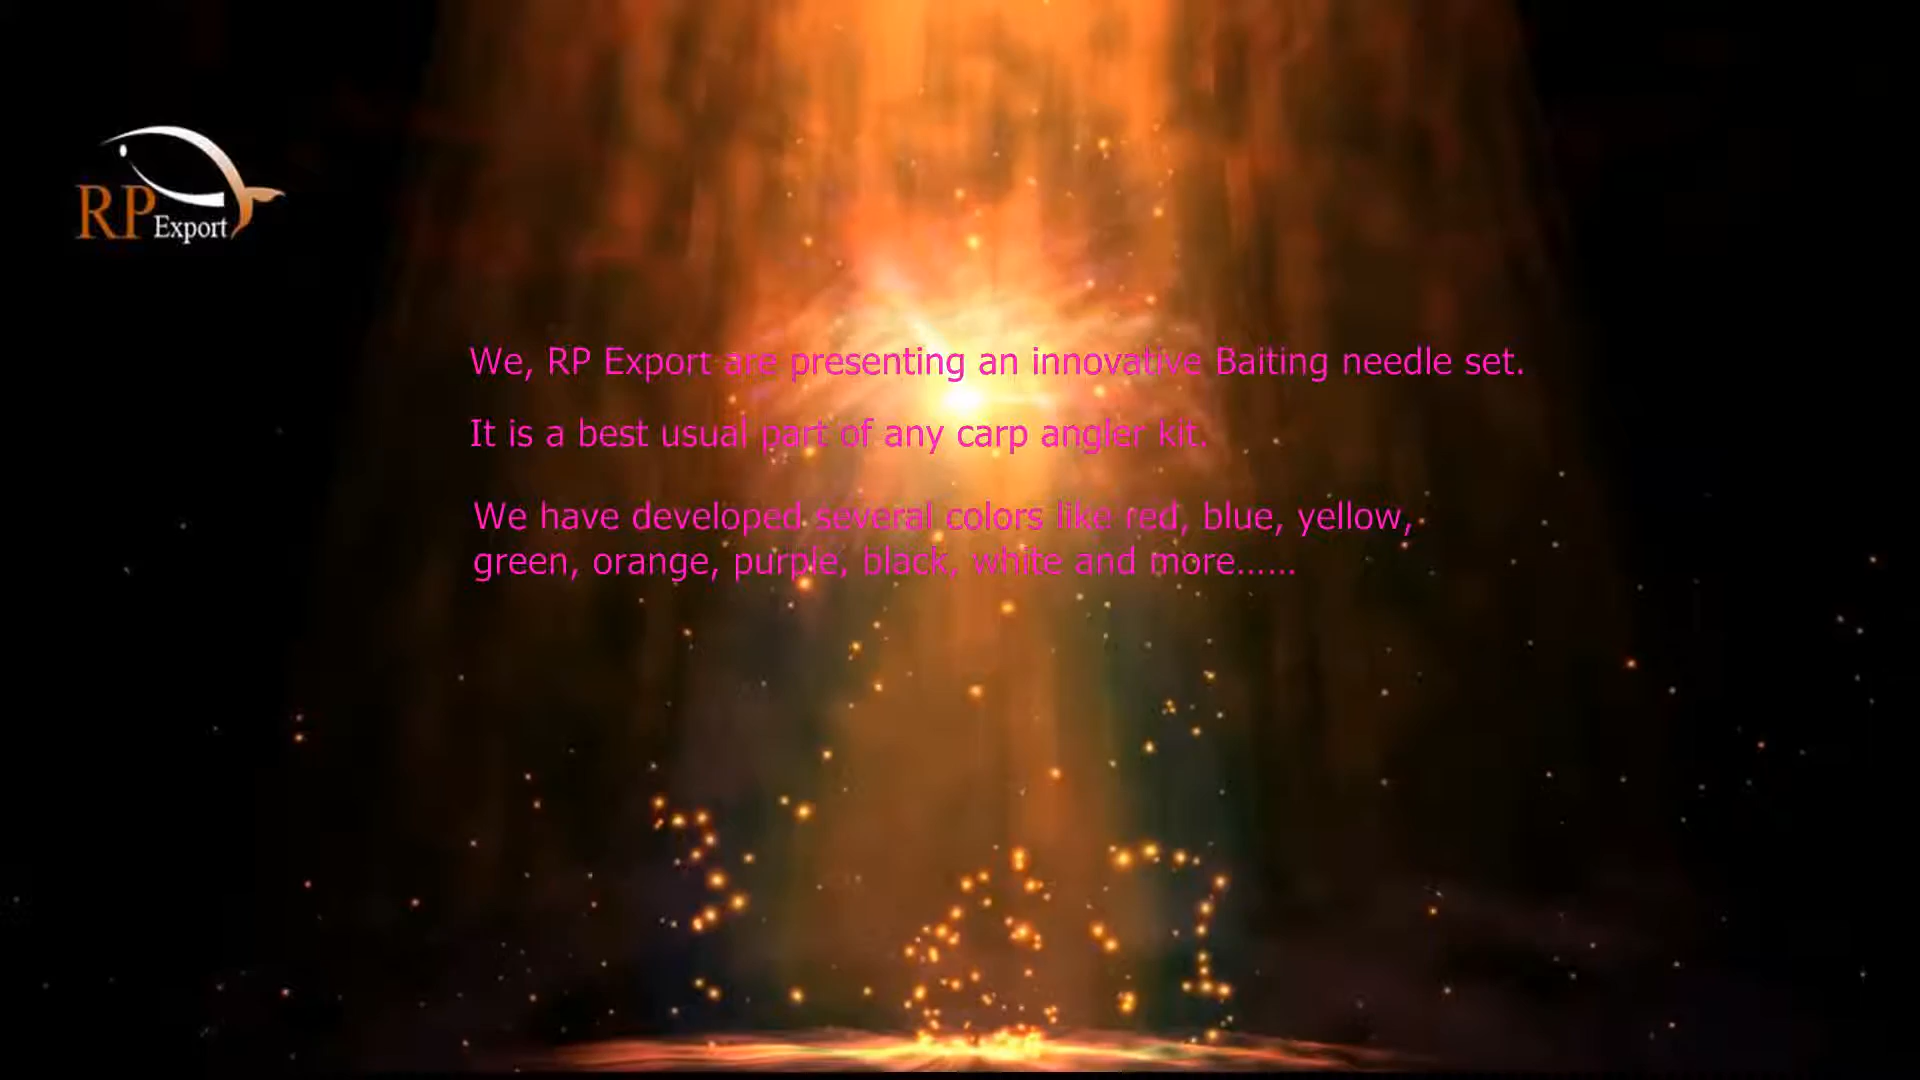 RP Export
We, RP Export are presenting an innovative Baiting needle set.
It is a best usual part of any carp angler kit.
We have developed several colors like red, blue, yellow,
green, orange, purple, black, white and more......